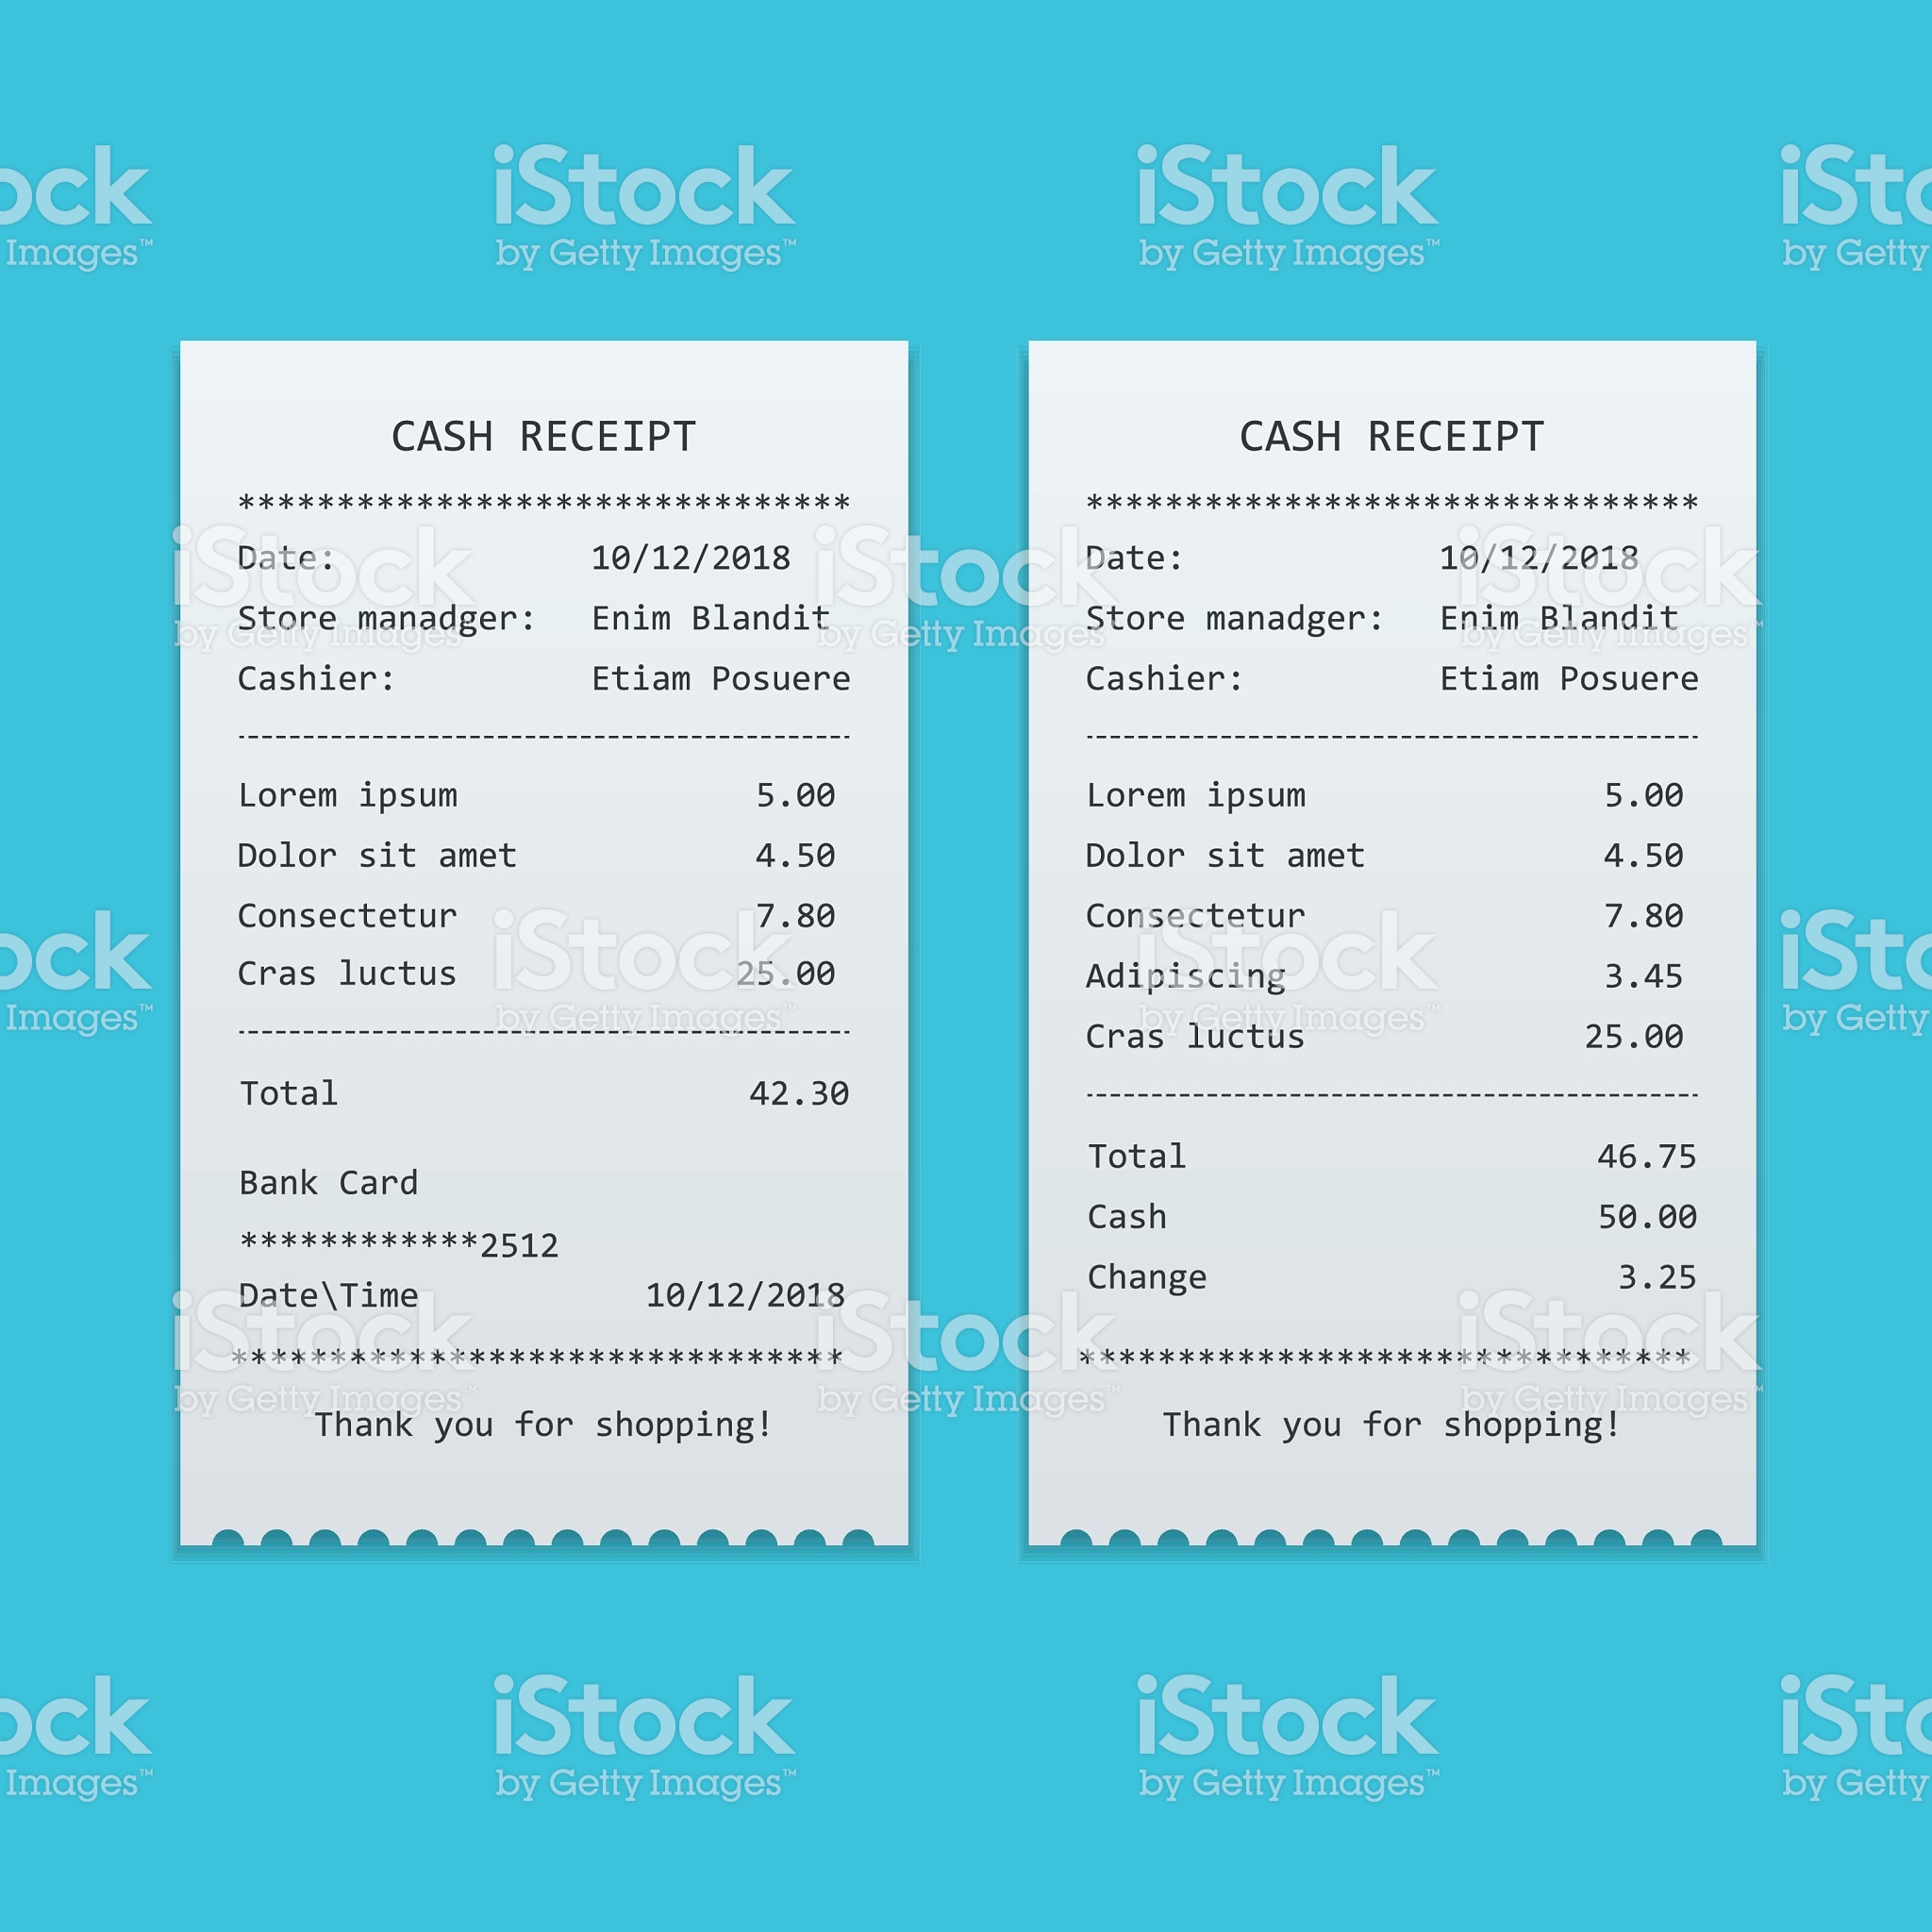 CASH RECEIPT
*******************************
Date: 10/12/2018
Store manadger: Enim Blandit
Cashier: Etiam Posuere
--------------------------------------------
Lorem ipsum 5.00
Dolor sit amet 4.50
Consectetur 7.80
Cras luctus 25.00
--------------------------------------------
Total 42.30
Bank Card
************2512
Date\Time 10/12/2018
*******************************
Thank you for shopping!
CASH RECEIPT
*******************************
Date: 10/12/2018
Store manadger: Enim Blandit
Cashier: Etiam Posuere
--------------------------------------------
Lorem ipsum 5.00
Dolor sit amet 4.50
Consectetur 7.80
Adipiscing 3.45
Cras luctus 25.00
--------------------------------------------
Total 46.75
Cash 50.00
Change 3.25
*******************************
Thank you for shopping!
iStock
by Getty Images™